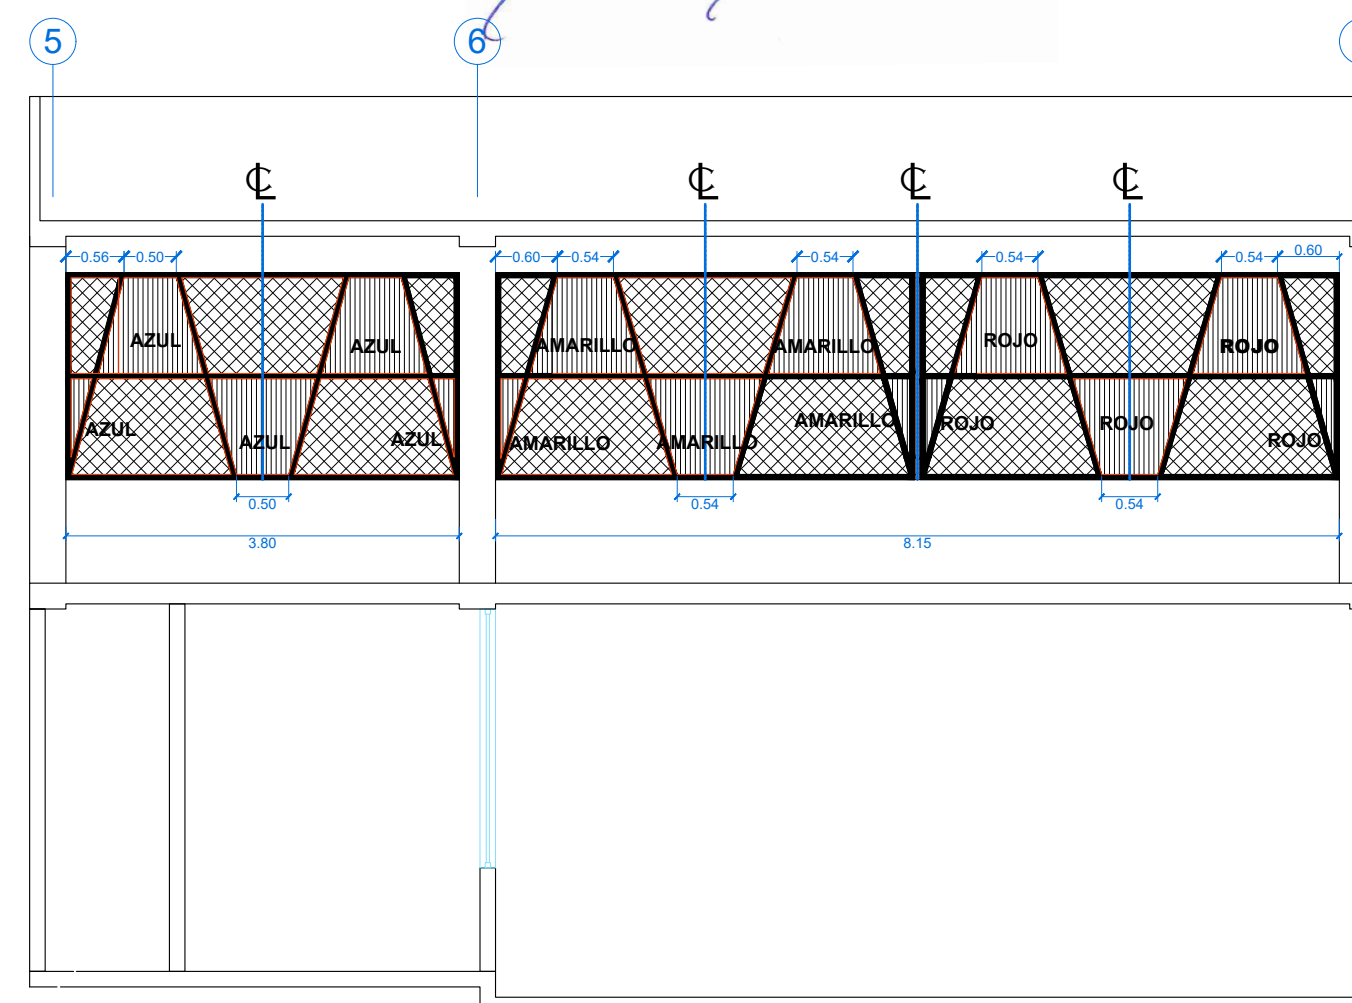 5 6
℄ ℄ ℄ ℄
0.56 0.50 0.60 0.54 0.54 0.54 0.54 0.60
AZUL AZUL AMARILLO AMARILLO ROJO ROJO
AZUL AZUL AZUL AMARILLO AMARILLO AMARILLO ROJO ROJO ROJO
0.50 0.54 0.54
3.80 8.15